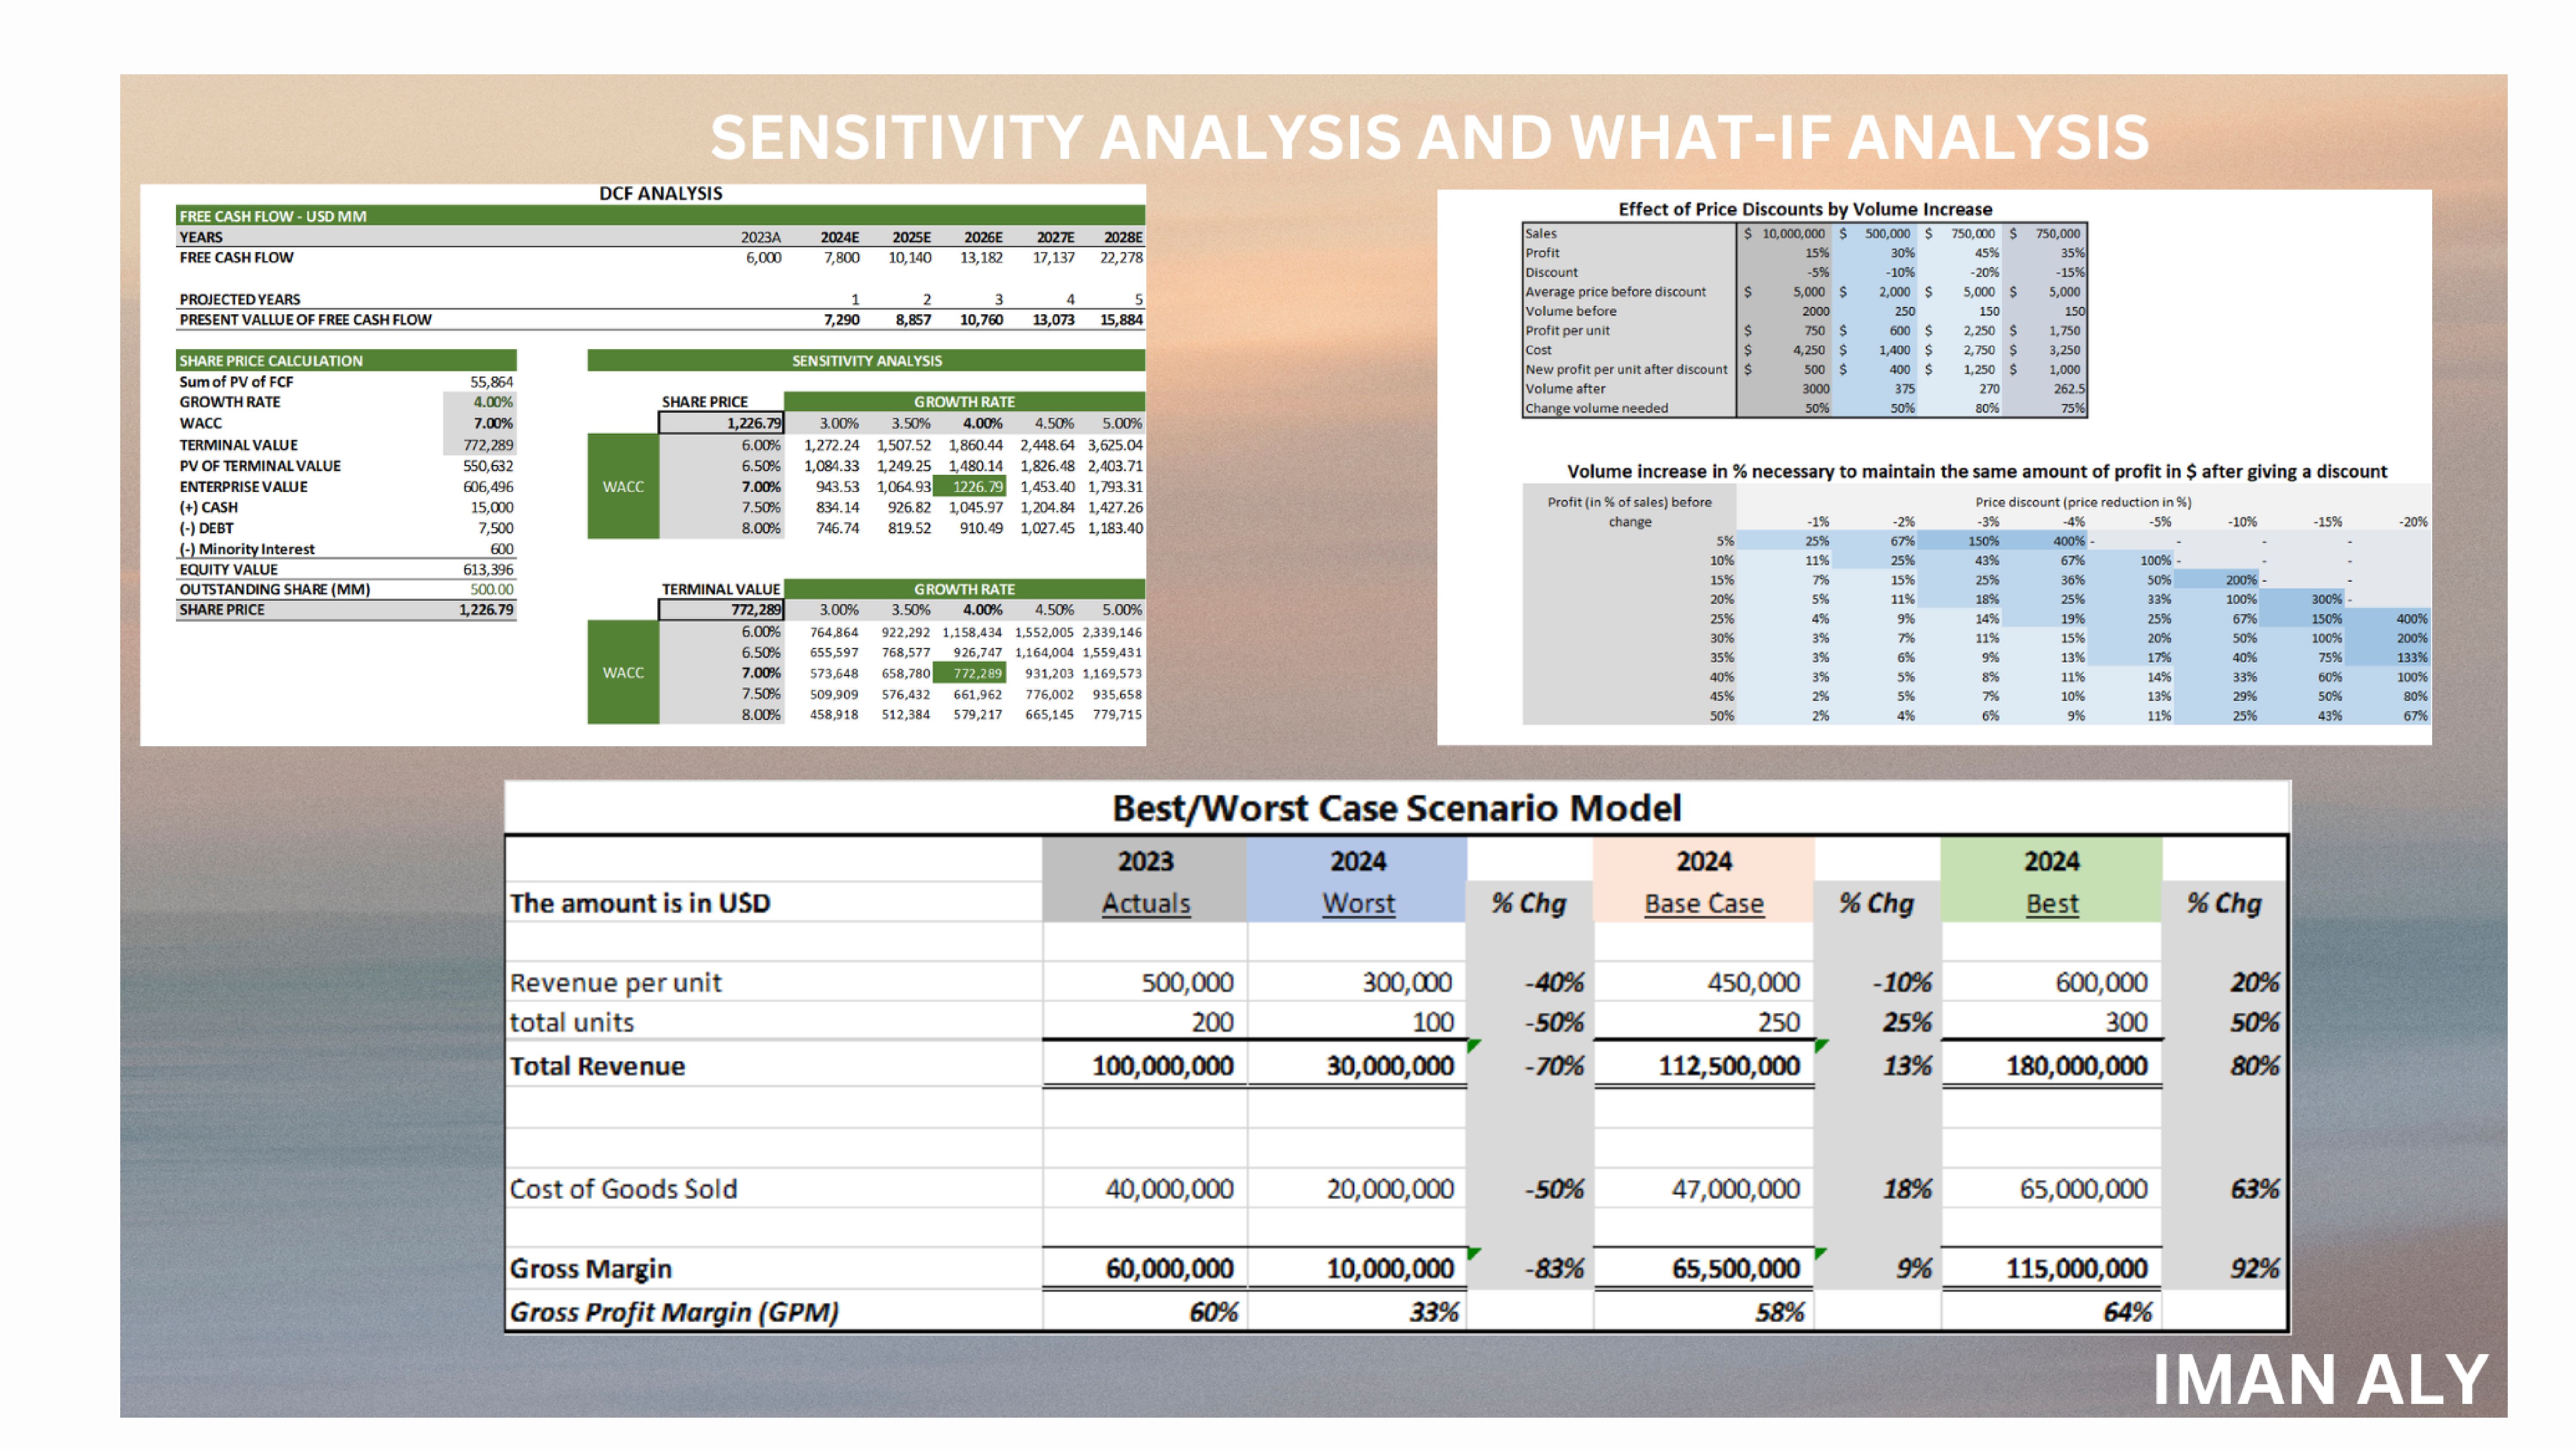 SENSITIVITY ANALYSIS AND WHAT-IF ANALYSIS
DCF ANALYSIS
FREE CASH FLOW - USD MM
YEARS 2023A 2024E 2025E 2026E 2027E 2028E
FREE CASH FLOW 6,000 7,800 10,140 13,182 17,137 22,278
PROJECTED YEARS 1 2 3 4 5
PRESENT VALLUE OF FREE CASH FLOW 7,290 8,857 10,760 13,073 15,884
SHARE PRICE CALCULATION
Sum of PV of FCF 55,864
GROWTH RATE 4.00%
WACC 7.00%
TERMINAL VALUE 772,289
PV OF TERMINAL VALUE 550,632
ENTERPRISE VALUE 606,496
(+) CASH 15,000
(-) DEBT 7,500
(-) Minority Interest 600
EQUITY VALUE 613,396
OUTSTANDING SHARE (MM) 500.00
SHARE PRICE 1,226.79
SENSITIVITY ANALYSIS
SHARE PRICE GROWTH RATE
1,226.79 3.00% 3.50% 4.00% 4.50% 5.00%
6.00% 1,272.24 1,507.52 1,860.44 2,448.64 3,625.04
6.50% 1,084.33 1,249.25 1,480.14 1,826.48 2,403.71
WACC 7.00% 943.53 1,064.93 1226.79 1,453.40 1,793.31
7.50% 834.14 926.82 1,045.97 1,204.84 1,427.26
8.00% 746.74 819.52 910.49 1,027.45 1,183.40
TERMINAL VALUE GROWTH RATE
772,289 3.00% 3.50% 4.00% 4.50% 5.00%
6.00% 764,864 922,292 1,158,434 1,552,005 2,339,146
6.50% 655,597 768,577 926,747 1,164,004 1,559,431
WACC 7.00% 573,648 658,780 772,289 931,203 1,169,573
7.50% 509,909 576,432 661,962 776,002 935,658
8.00% 458,918 512,384 579,217 665,145 779,715
Effect of Price Discounts by Volume Increase
Sales $ 10,000,000 $ 500,000 $ 750,000 $ 750,000
Profit 15% 30% 45% 35%
Discount -5% -10% -20% -15%
Average price before discount $ 5,000 $ 2,000 $ 5,000 $ 5,000
Volume before 2000 250 150 150
Profit per unit $ 750 $ 600 $ 2,250 $ 1,750
Cost $ 4,250 $ 1,400 $ 2,750 $ 3,250
New profit per unit after discount $ 500 $ 400 $ 1,250 $ 1,000
Volume after 3000 375 270 262.5
Change volume needed 50% 50% 80% 75%
Volume increase in % necessary to maintain the same amount of profit in $ after giving a discount
Profit (in % of sales) before Price discount (price reduction in %)
change -1% -2% -3% -4% -5% -10% -15% -20%
5% 25% 67% 150% 400% - - - -
10% 11% 25% 43% 67% 100% - - -
15% 7% 15% 25% 36% 50% 200% - -
20% 5% 11% 18% 25% 33% 100% 300% -
25% 4% 9% 14% 19% 25% 67% 150% 400%
30% 3% 7% 11% 15% 20% 50% 100% 200%
35% 3% 6% 9% 13% 17% 40% 75% 133%
40% 3% 5% 8% 11% 14% 33% 60% 100%
45% 2% 5% 7% 10% 13% 29% 50% 80%
50% 2% 4% 6% 9% 11% 25% 43% 67%
Best/Worst Case Scenario Model
2023 2024 2024 2024
The amount is in USD Actuals Worst % Chg Base Case % Chg Best % Chg
Revenue per unit 500,000 300,000 -40% 450,000 -10% 600,000 20%
total units 200 100 -50% 250 25% 300 50%
Total Revenue 100,000,000 30,000,000 -70% 112,500,000 13% 180,000,000 80%
Cost of Goods Sold 40,000,000 20,000,000 -50% 47,000,000 18% 65,000,000 63%
Gross Margin 60,000,000 10,000,000 -83% 65,500,000 9% 115,000,000 92%
Gross Profit Margin (GPM) 60% 33% 58% 64%
IMAN ALY